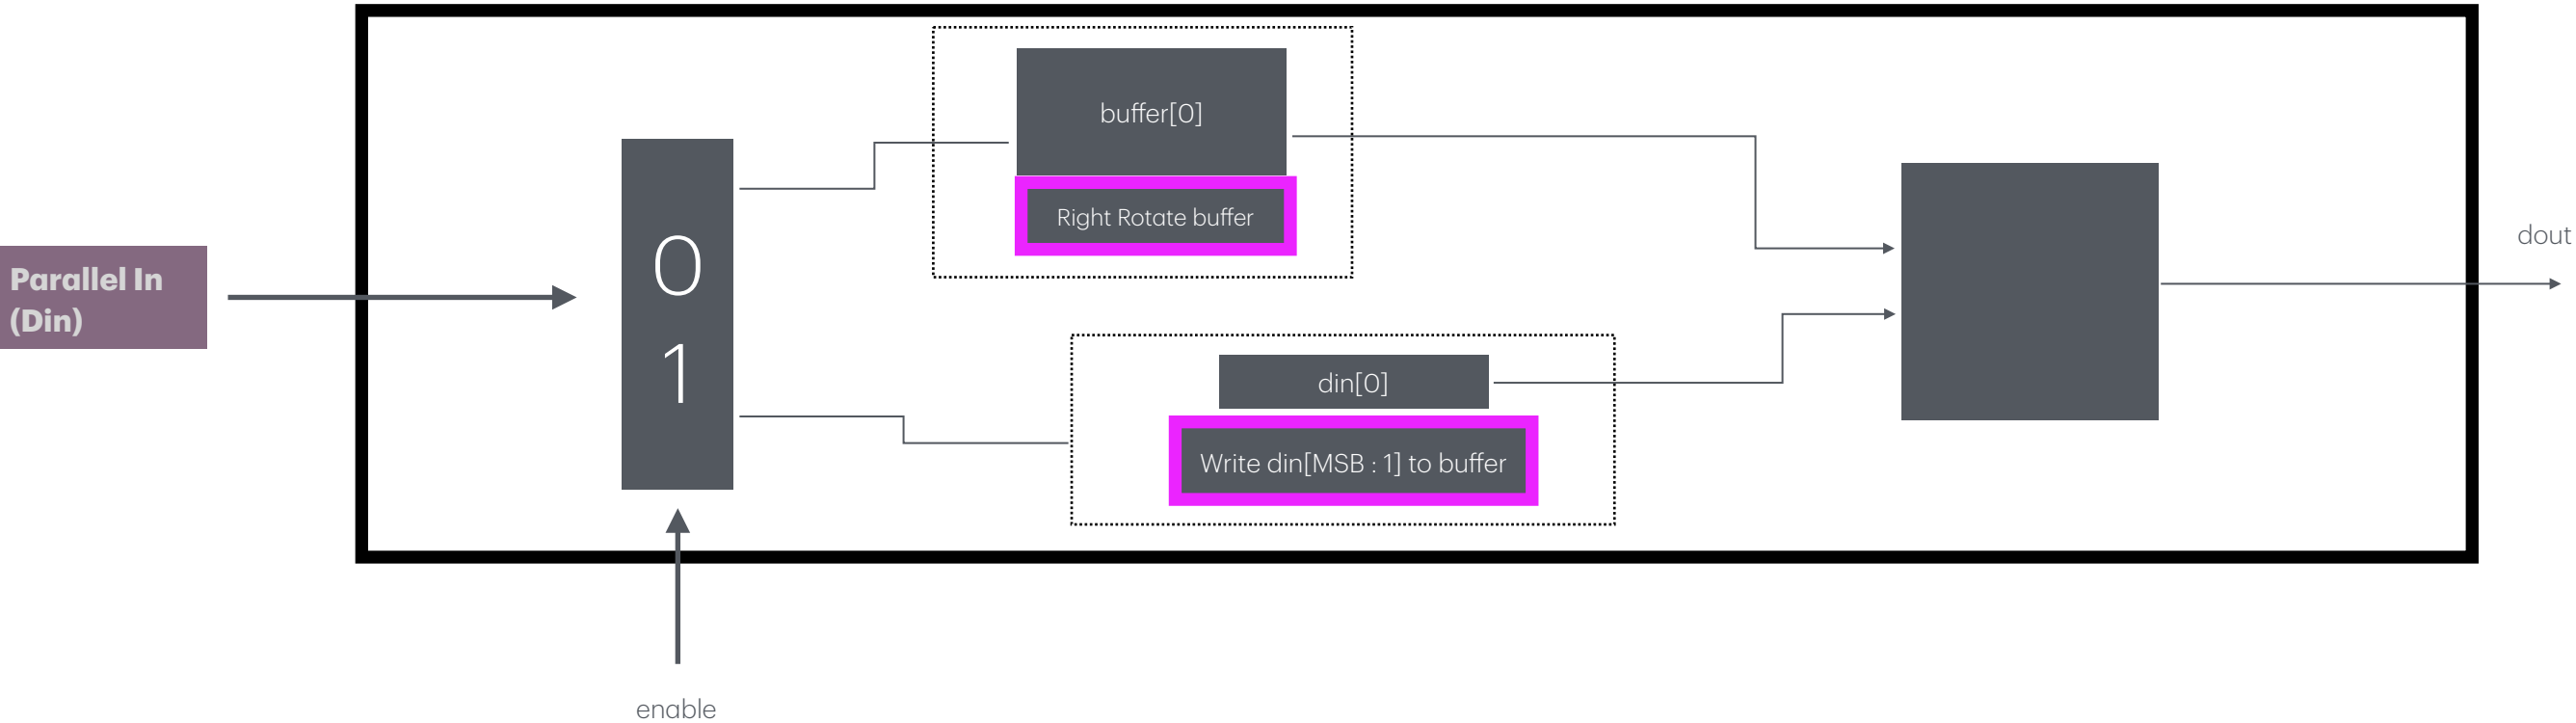 buffer[0]
Right Rotate buffer
0
1
Parallel In
(Din)
dout
din[0]
Write din[MSB : 1] to buffer
enable